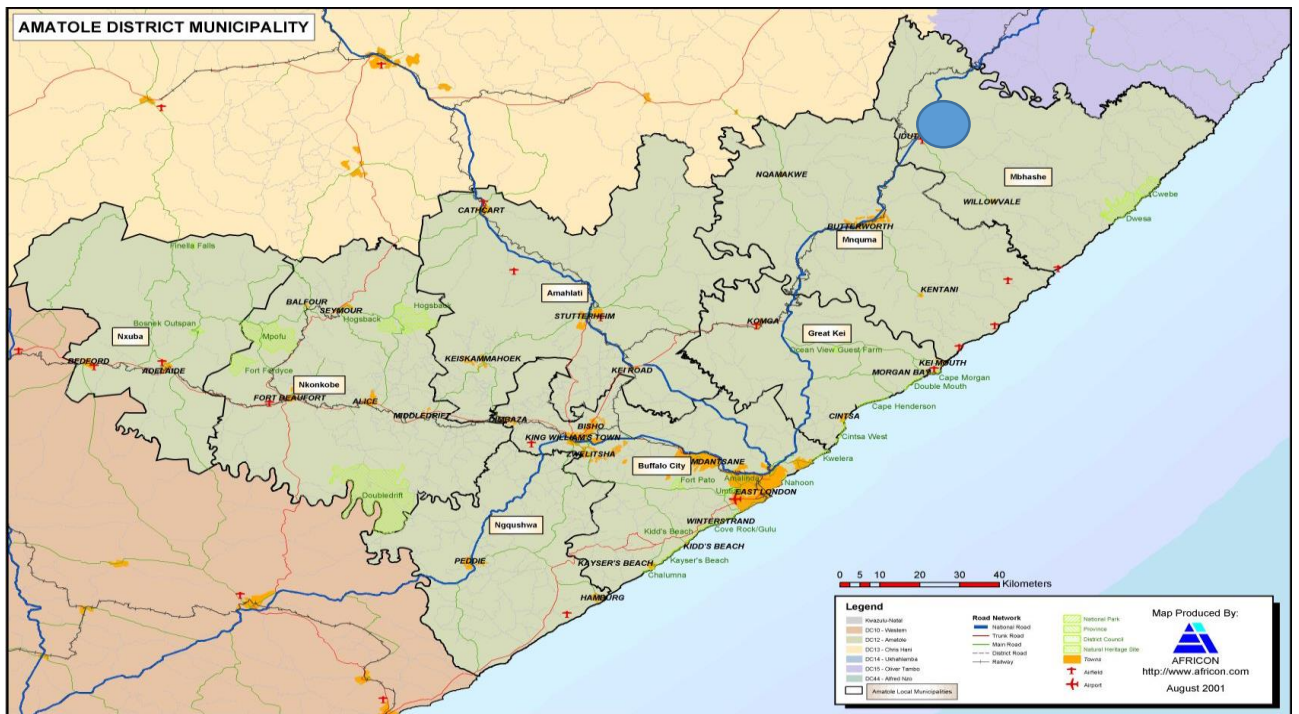 AMATOLE DISTRICT MUNICIPALITY
IDUT
NQAMAKWE
Mbhashe
WILLOWVALE
Cwebe
Dwesa
CATHCART
BUTTERWORTH
Mnquma
Finella Falls
KENTANI
Amahlati
BALFOUR
SEYMOUR
Hogsback
Hogsback
STUTTERHEIM
KOMGA
Great Kei
Bosnek Outspan
Nxuba
Mpofu
Ocean View Guest Farm
KEISKAMMAHOEK
KEI ROAD
KEI MOUTH
MORGAN BAY
Cape Morgan
Double Mouth
BEDFORD
ADELAIDE
Fort Fordyce
Nkonkobe
FORT BEAUFORT
ALICE
Cape Henderson
MIDDLEDRIFT
DIMBAZA
BISHO
CINTSA
KING WILLIAM'S TOWN
Cintsa West
ZWELITSHA
Buffalo City
MDANTSANE
Kwelera
Fort Pato
Amalinda
Nahoon
EAST LONDON
Doubledrift
Ngqushwa
WINTERSTRAND
Cove Rock/Gulu
Kidd's Beach
KIDD'S BEACH
PEDDIE
KAYSER'S BEACH
Kayser's Beach
Chalumna
HAMBURG
0 5 10 20 30 40
Kilometers
Legend
Kwazulu-Natal
DC10 - Western
DC12 - Amatole
DC13 - Chris Hani
DC14 - Ukhahlamba
DC15 - Oliver Tambo
DC44 - Alfred Nzo
Amatole Local Municipalities
Road Network
National Road
Trunk Road
Main Road
District Road
Railway
National Park
Province
District Council
Natural Heritage Site
Towns
Airfield
Airport
Map Produced By:
AFRICON
http://www.africon.com
August 2001